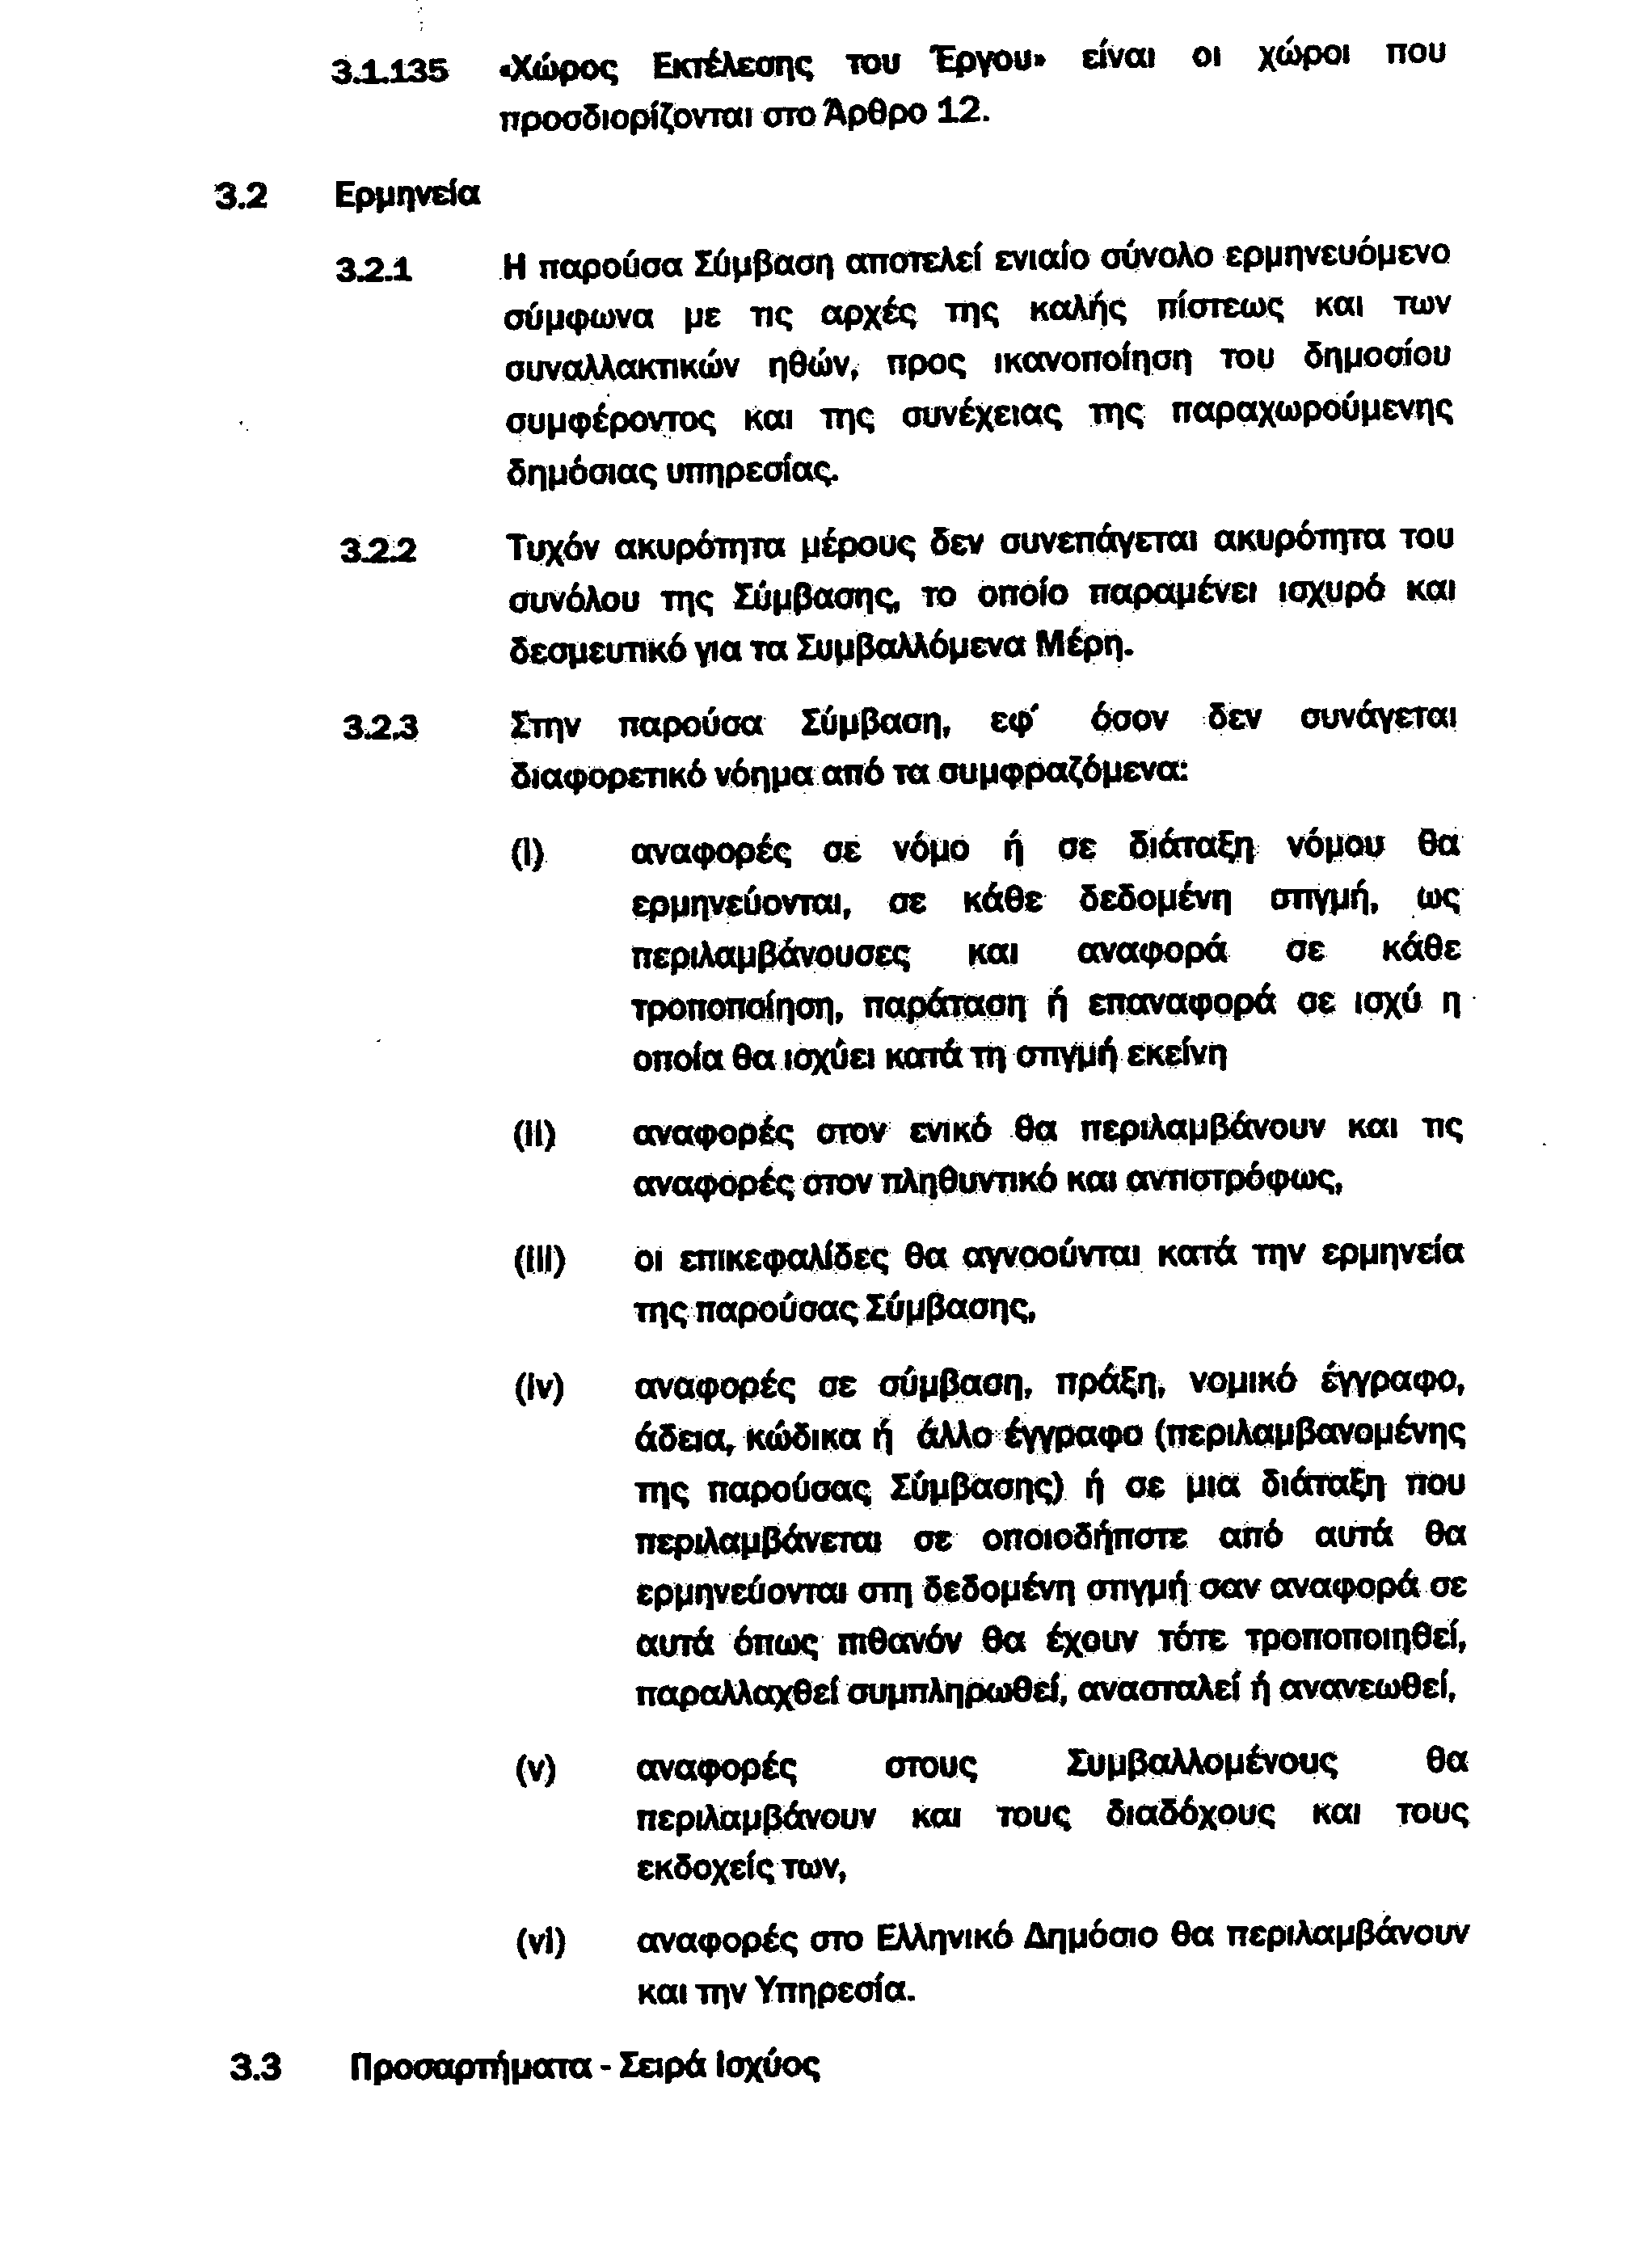 3.1.135 «Χώρος Εκτέλεσης του Έργου» είναι οι χώροι που
προσδιορίζονται στο Άρθρο 12.
3.2 Ερμηνεία
3.2.1 Η παρούσα Σύμβαση αποτελεί ενιαίο σύνολο ερμηνευόμενο
σύμφωνα με τις αρχές της καλής πίστεως και των
συναλλακτικών ηθών, προς ικανοποίηση του δημοσίου
συμφέροντος και της συνέχειας της παραχωρούμενης
δημόσιας υπηρεσίας.
3.2.2 Τυχόν ακυρότητα μέρους δεν συνεπάγεται ακυρότητα του
συνόλου της Σύμβασης, το οποίο παραμένει ισχυρό και
δεσμευτικό για τα Συμβαλλόμενα Μέρη.
3.2.3 Στην παρούσα Σύμβαση, εφ' όσον δεν συνάγεται
διαφορετικό νόημα από τα συμφραζόμενα:
(i) αναφορές σε νόμο ή σε διάταξη νόμου θα
ερμηνεύονται, σε κάθε δεδομένη στιγμή, ως
περιλαμβάνουσες και αναφορά σε κάθε
τροποποίηση, παράταση ή επαναφορά σε ισχύ η
οποία θα ισχύει κατά τη στιγμή εκείνη
(ii) αναφορές στον ενικό θα περιλαμβάνουν και τις
αναφορές στον πληθυντικό και αντιστρόφως,
(iii) οι επικεφαλίδες θα αγνοούνται κατά την ερμηνεία
της παρούσας Σύμβασης,
(iv) αναφορές σε σύμβαση, πράξη, νομικό έγγραφο,
άδεια, κώδικα ή άλλο έγγραφο (περιλαμβανομένης
της παρούσας Σύμβασης) ή σε μια διάταξη που
περιλαμβάνεται σε οποιοδήποτε από αυτά θα
ερμηνεύονται στη δεδομένη στιγμή σαν αναφορά σε
αυτά όπως πιθανόν θα έχουν τότε τροποποιηθεί,
παραλλαχθεί συμπληρωθεί, ανασταλεί ή ανανεωθεί,
(v) αναφορές στους Συμβαλλομένους θα
περιλαμβάνουν και τους διαδόχους και τους
εκδοχείς των,
(vi) αναφορές στο Ελληνικό Δημόσιο θα περιλαμβάνουν
και την Υπηρεσία.
3.3 Προσαρτήματα - Σειρά Ισχύος